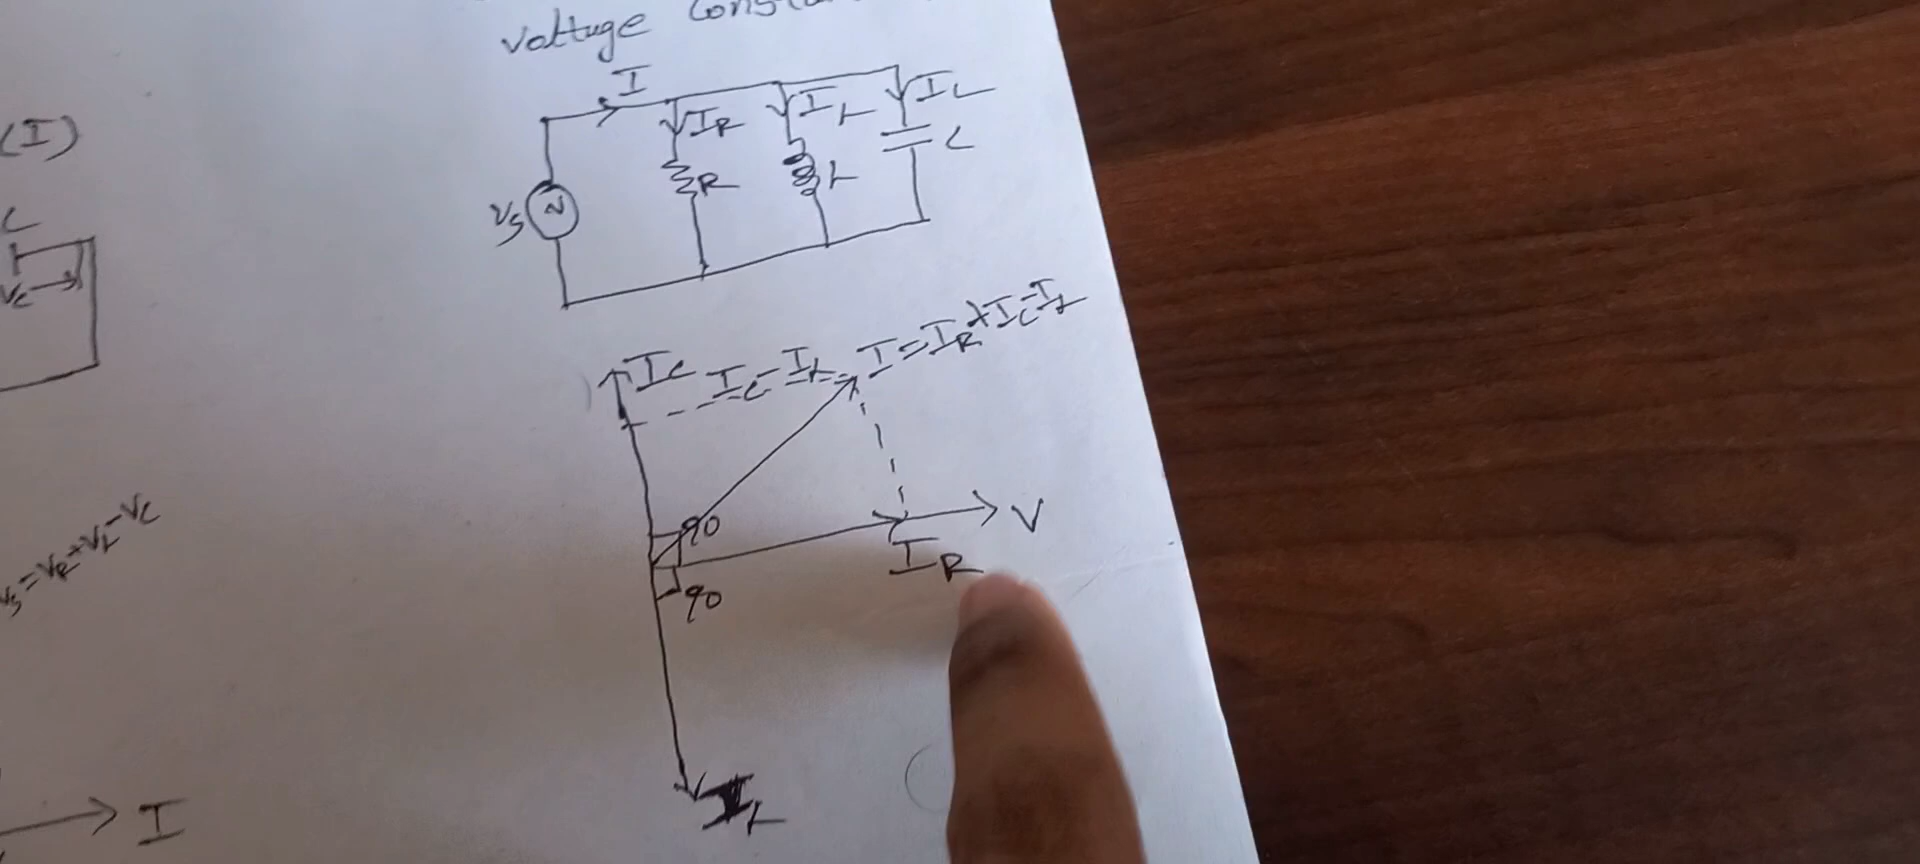 voltage
I
(I)
IR
IL
IC
R
L
C
Vs
N
C
Vc
IC
IC-IL
I=IR+IC-IL
90
V
Vs=VR+VL-VC
IR
90
IL
I